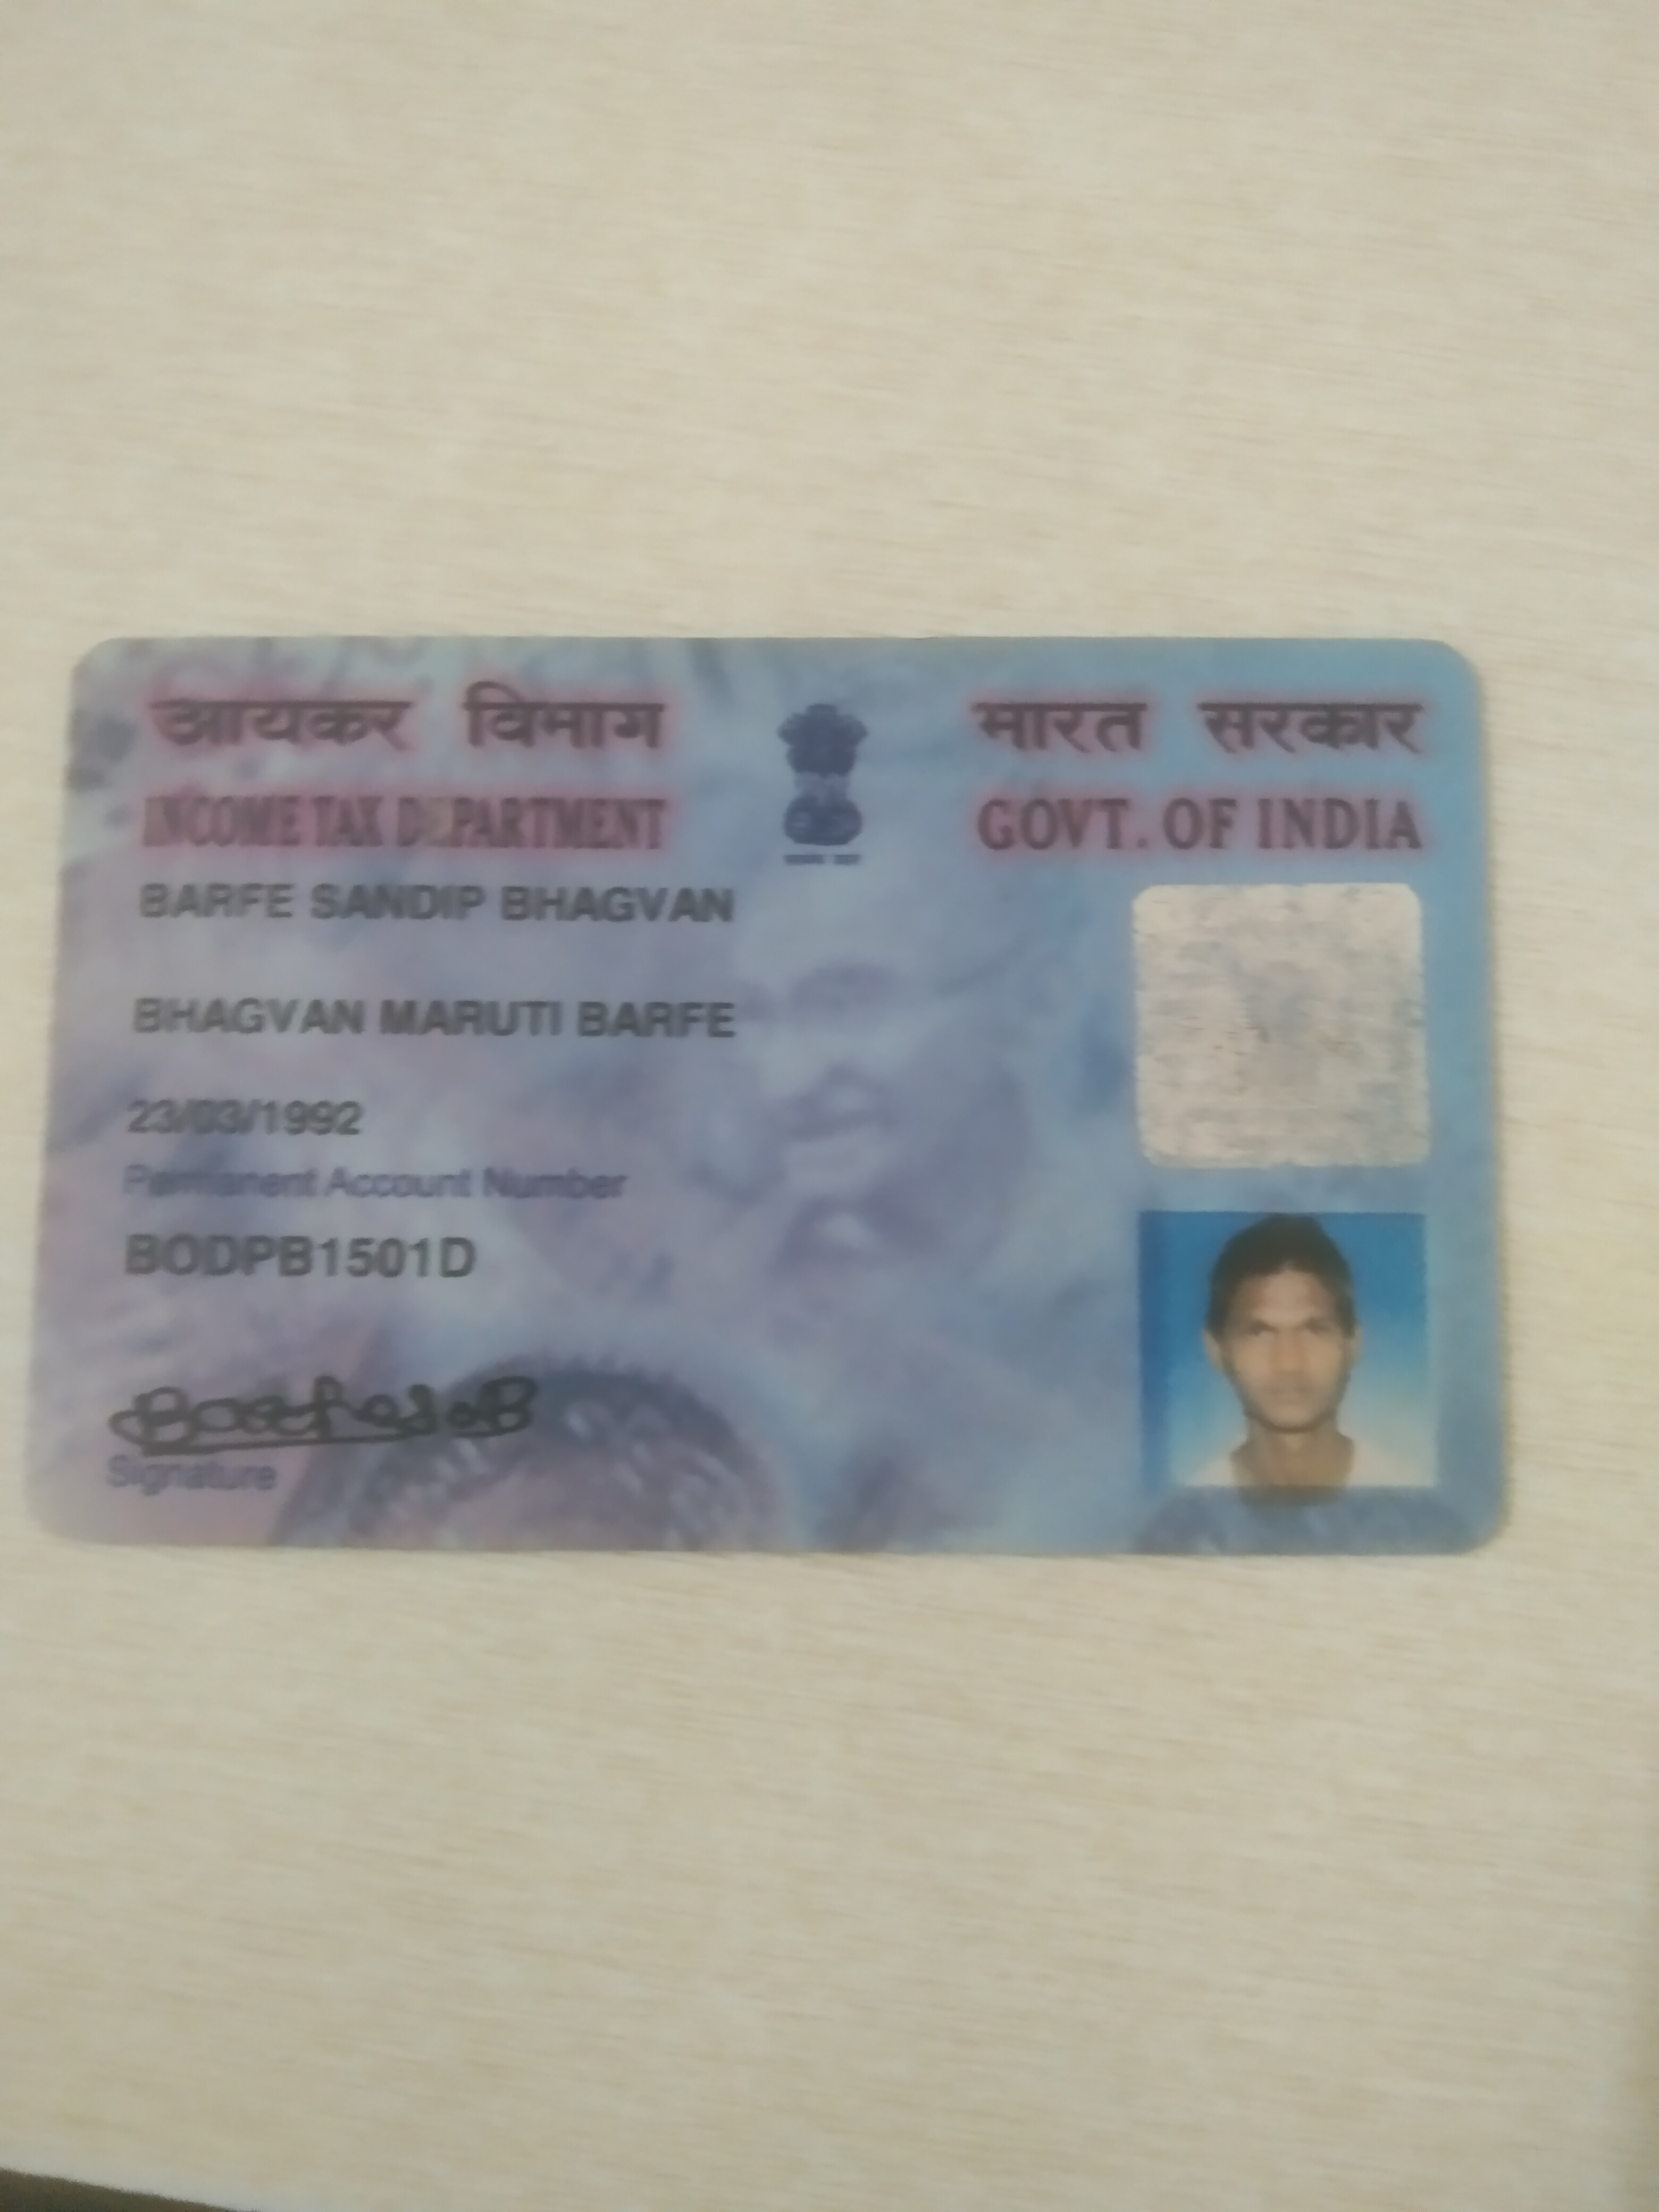 आयकर विभाग
INCOME TAX DEPARTMENT
भारत सरकार
GOVT. OF INDIA
BARFE SANDIP BHAGVAN
BHAGVAN MARUTI BARFE
23/03/1992
Permanent Account Number
BODPB1501D
Signature